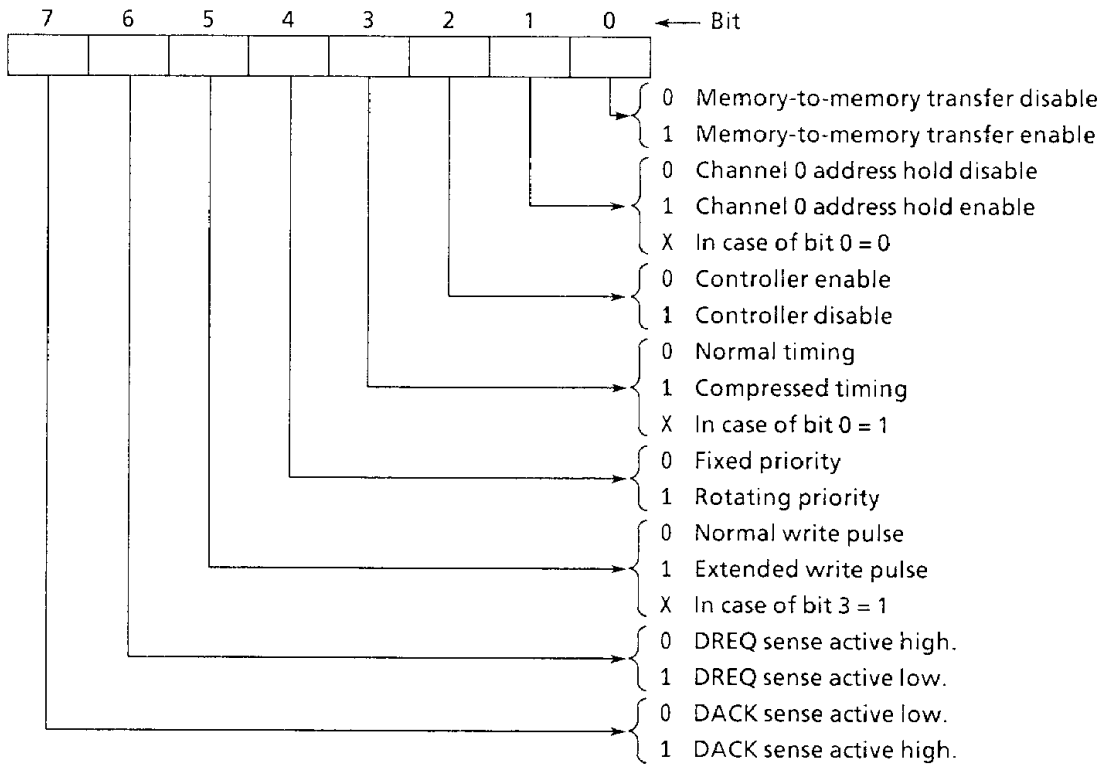 7 6 5 4 3 2 1 0 ← Bit
0 Memory-to-memory transfer disable
1 Memory-to-memory transfer enable
0 Channel 0 address hold disable
1 Channel 0 address hold enable
X In case of bit 0 = 0
0 Controller enable
1 Controller disable
0 Normal timing
1 Compressed timing
X In case of bit 0 = 1
0 Fixed priority
1 Rotating priority
0 Normal write pulse
1 Extended write pulse
X In case of bit 3 = 1
0 DREQ sense active high.
1 DREQ sense active low.
0 DACK sense active low.
1 DACK sense active high.